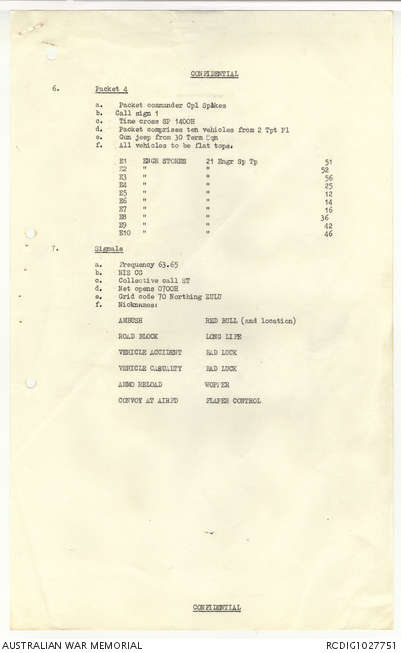 CONFIDENTIAL
6. Packet 4
a. Packet commander Cpl Spakes
b. Call sign 1
c. Time cross SP 1400H
d. Packet comprises ten vehicles from 2 Tpt Pl
e. Gun jeep from 30 Term Sqn
f. All vehicles to be flat tops.
E1 ENGR STORES 21 Engr Sp Tp 51
E2 " " 52
E3 " " 56
E4 " " 25
E5 " " 12
E6 " " 14
E7 " " 16
E8 " " 36
E9 " " 42
E10 " " 46
7. Signals
a. Frequency 63.65
b. NIS CS
c. Collective call ST
d. Net opens 0700H
e. Grid code 70 Northing ZULU
f. Nicknames:
AMBUSH RED BULL (and location)
ROAD BLOCK LONG LIFE
VEHICLE ACCIDENT BAD LUCK
VEHICLE CASUALTY BAD LUCK
AMMO RELOAD WOFTER
CONVOY AT AIRFD FLAPER CONTROL
CONFIDENTIAL
AUSTRALIAN WAR MEMORIAL RCDIG1027751